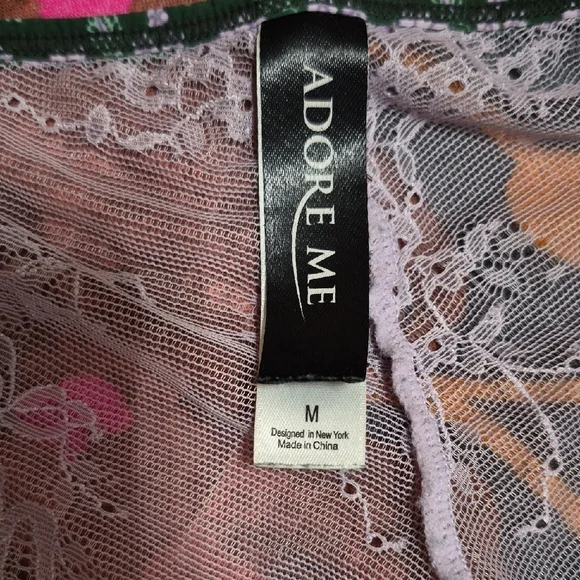 ADORE ME
M
Designed in New York
Made in China